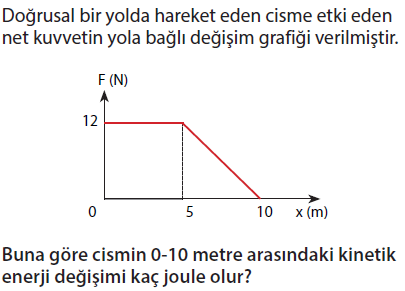 Doğrusal bir yolda hareket eden cisme etki eden
net kuvvetin yola bağlı değişim grafiği verilmiştir.
F (N)
12
0 5 10 x (m)
Buna göre cismin 0-10 metre arasındaki kinetik
enerji değişimi kaç joule olur?